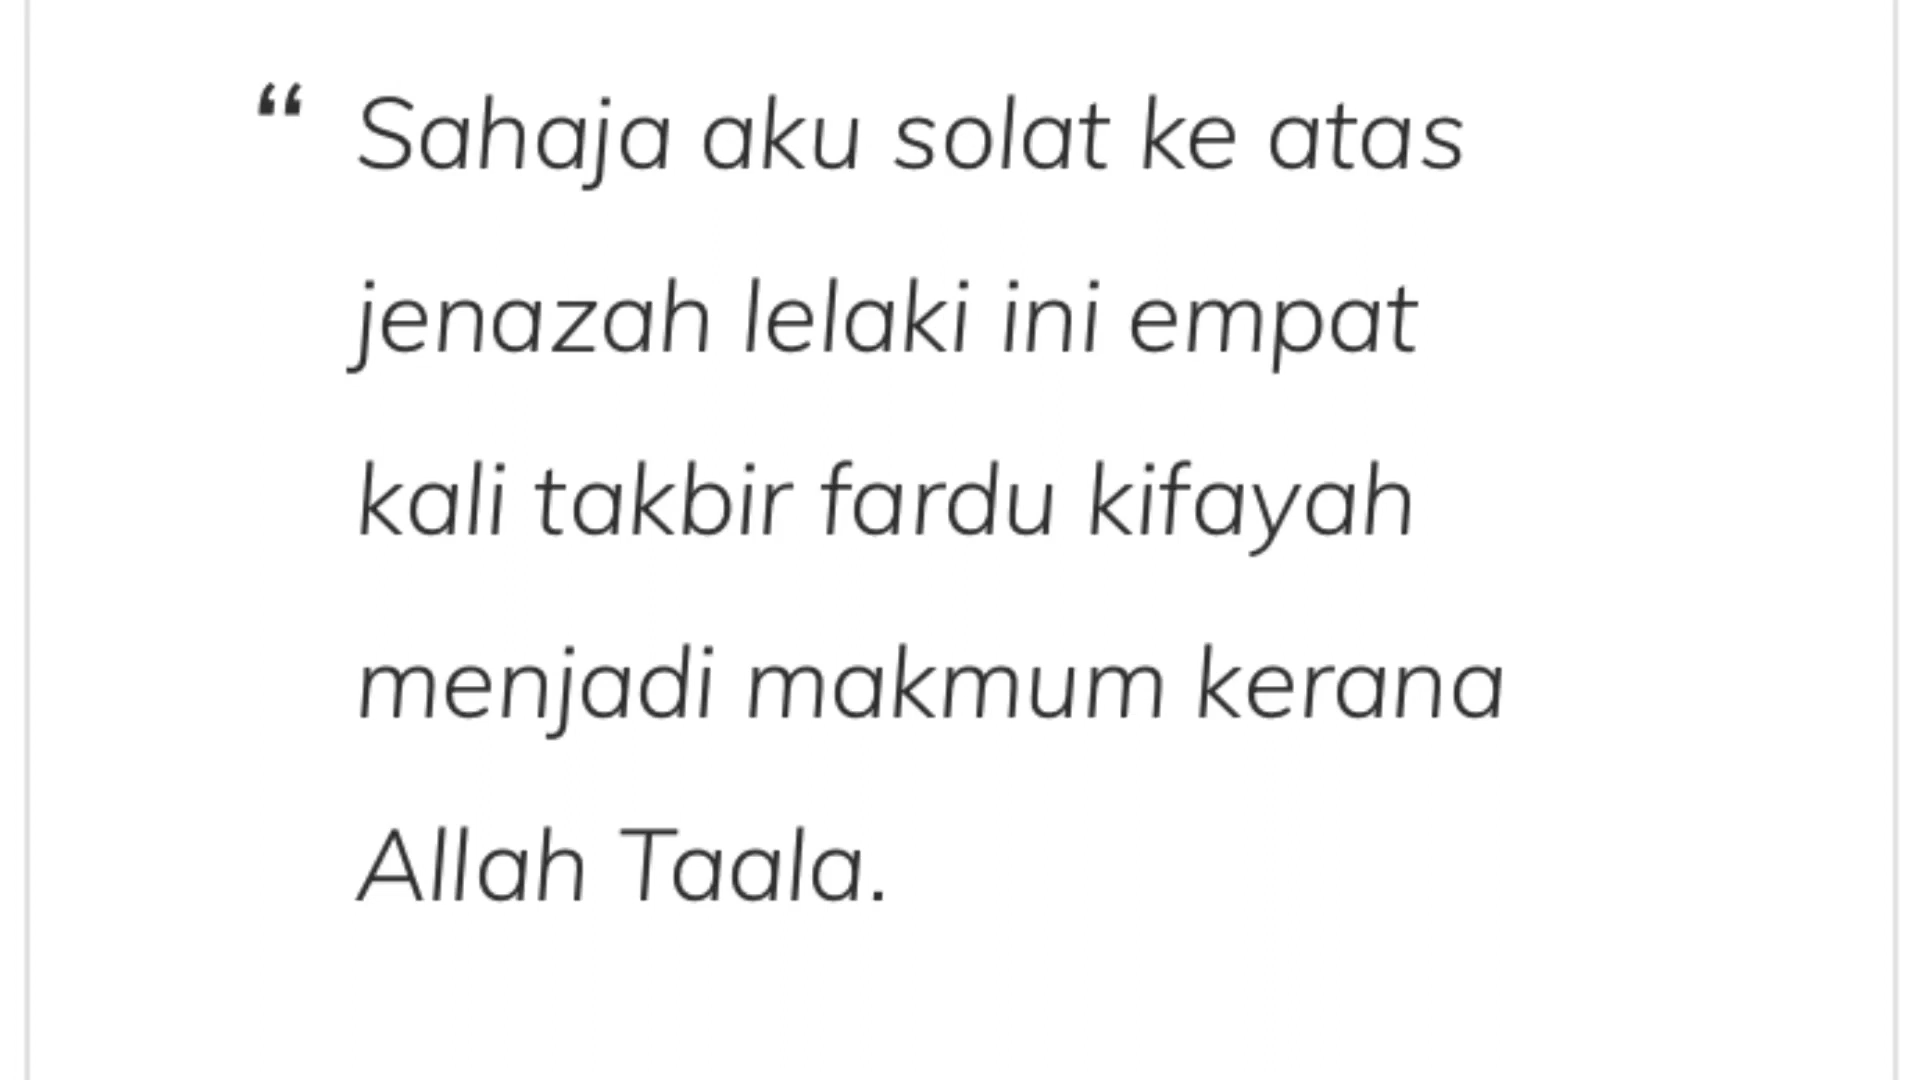 “ Sahaja aku solat ke atas
jenazah lelaki ini empat
kali takbir fardu kifayah
menjadi makmum kerana
Allah Taala.